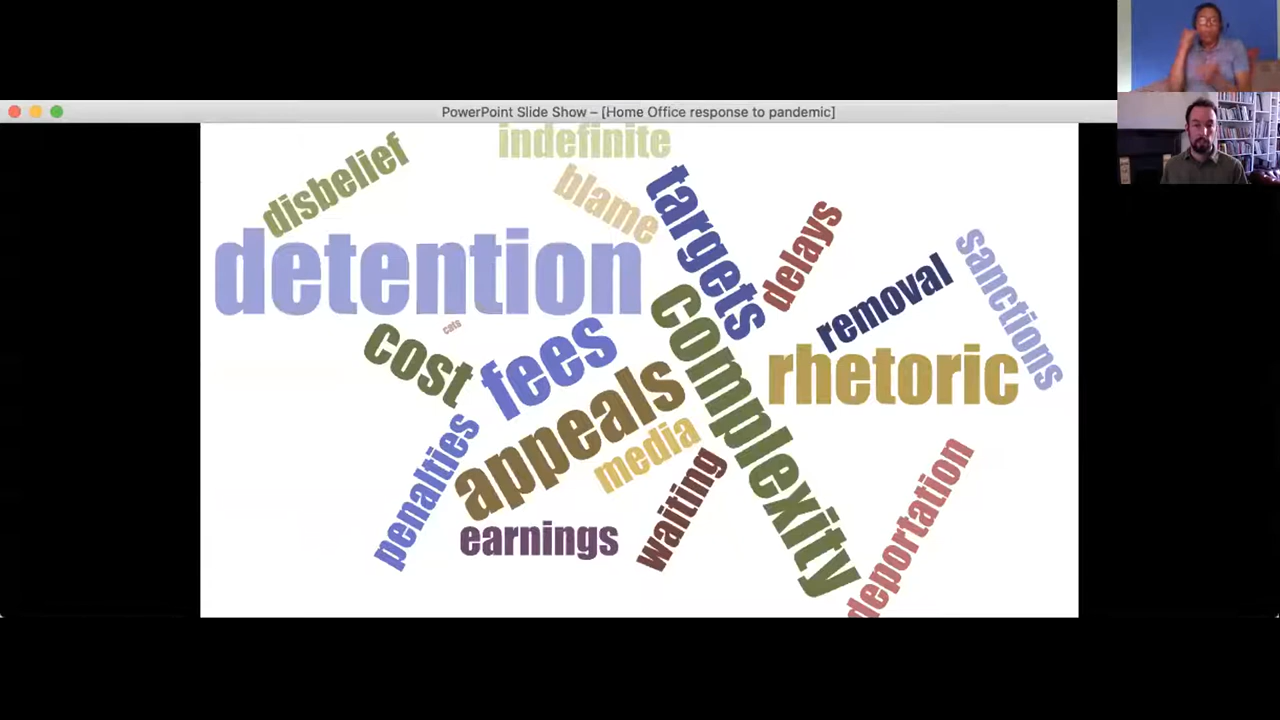 PowerPoint Slide Show – [Home Office response to pandemic]
indefinite
disbelief
blame
targets
detention
delays
sanctions
removal
complexity
cats
cost
fees
rhetoric
appeals
media
penalties
waiting
earnings
deportation